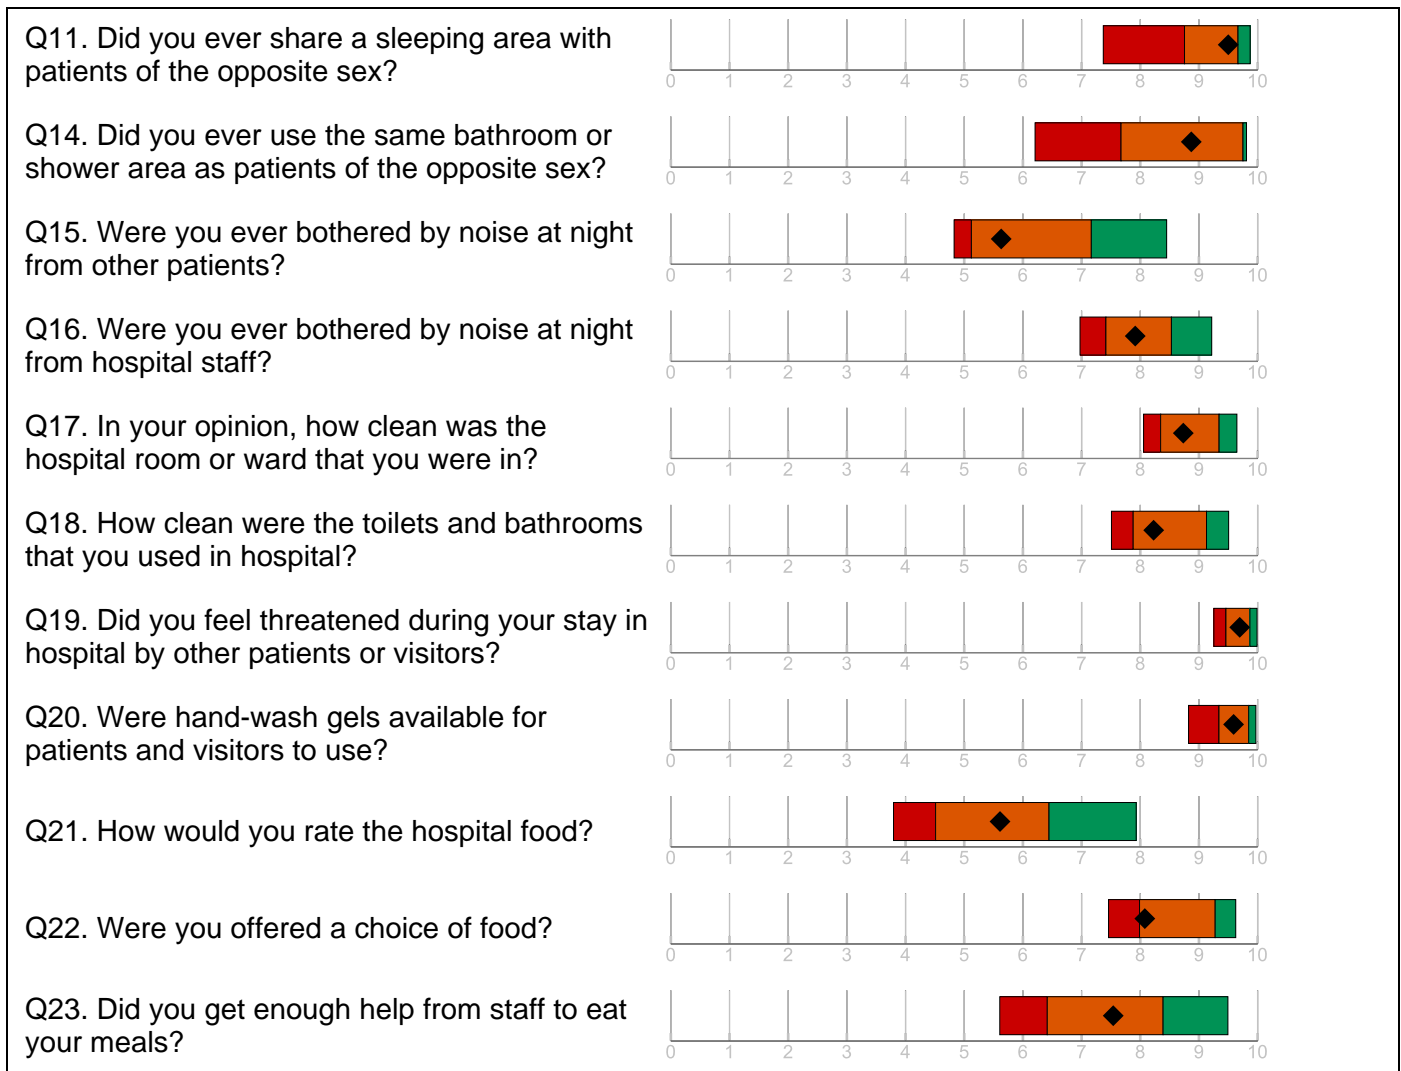 Q11. Did you ever share a sleeping area with
patients of the opposite sex?
0 1 2 3 4 5 6 7 8 9 10
Q14. Did you ever use the same bathroom or
shower area as patients of the opposite sex?
0 1 2 3 4 5 6 7 8 9 10
Q15. Were you ever bothered by noise at night
from other patients?
0 1 2 3 4 5 6 7 8 9 10
Q16. Were you ever bothered by noise at night
from hospital staff?
0 1 2 3 4 5 6 7 8 9 10
Q17. In your opinion, how clean was the
hospital room or ward that you were in?
0 1 2 3 4 5 6 7 8 9 10
Q18. How clean were the toilets and bathrooms
that you used in hospital?
0 1 2 3 4 5 6 7 8 9 10
Q19. Did you feel threatened during your stay in
hospital by other patients or visitors?
0 1 2 3 4 5 6 7 8 9 10
Q20. Were hand-wash gels available for
patients and visitors to use?
0 1 2 3 4 5 6 7 8 9 10
Q21. How would you rate the hospital food?
0 1 2 3 4 5 6 7 8 9 10
Q22. Were you offered a choice of food?
0 1 2 3 4 5 6 7 8 9 10
Q23. Did you get enough help from staff to eat
your meals?
0 1 2 3 4 5 6 7 8 9 10